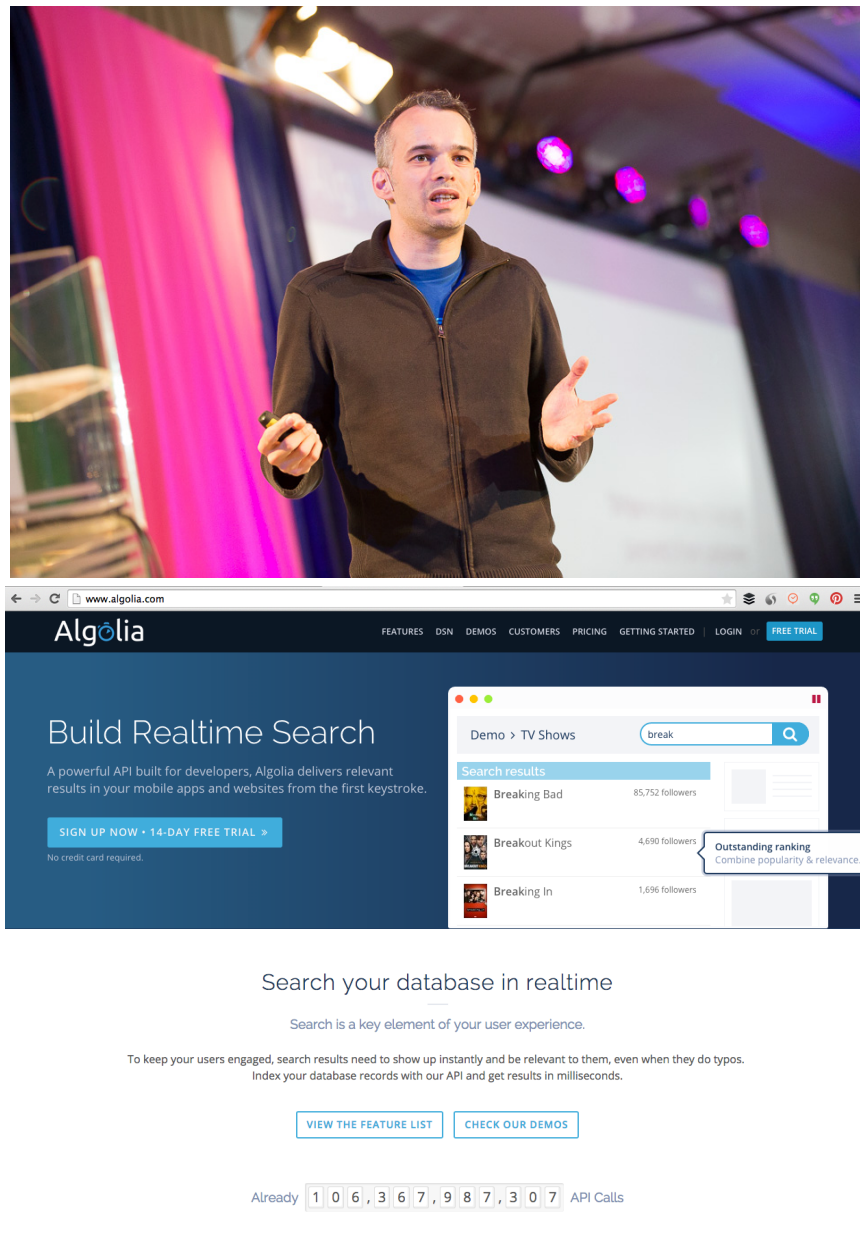 www.algolia.com
Algolia
FEATURES DSN DEMOS CUSTOMERS PRICING GETTING STARTED | LOGIN or FREE TRIAL
Build Realtime Search
A powerful API built for developers, Algolia delivers relevant
results in your mobile apps and websites from the first keystroke.
SIGN UP NOW • 14-DAY FREE TRIAL »
No credit card required.
Demo > TV Shows
break
Search results
Breaking Bad 85,752 followers
Breakout Kings 4,690 followers
Breaking In 1,696 followers
Outstanding ranking
Combine popularity & relevance.
Search your database in realtime
Search is a key element of your user experience.
To keep your users engaged, search results need to show up instantly and be relevant to them, even when they do typos.
Index your database records with our API and get results in milliseconds.
VIEW THE FEATURE LIST CHECK OUR DEMOS
Already 106,367,987,307 API Calls